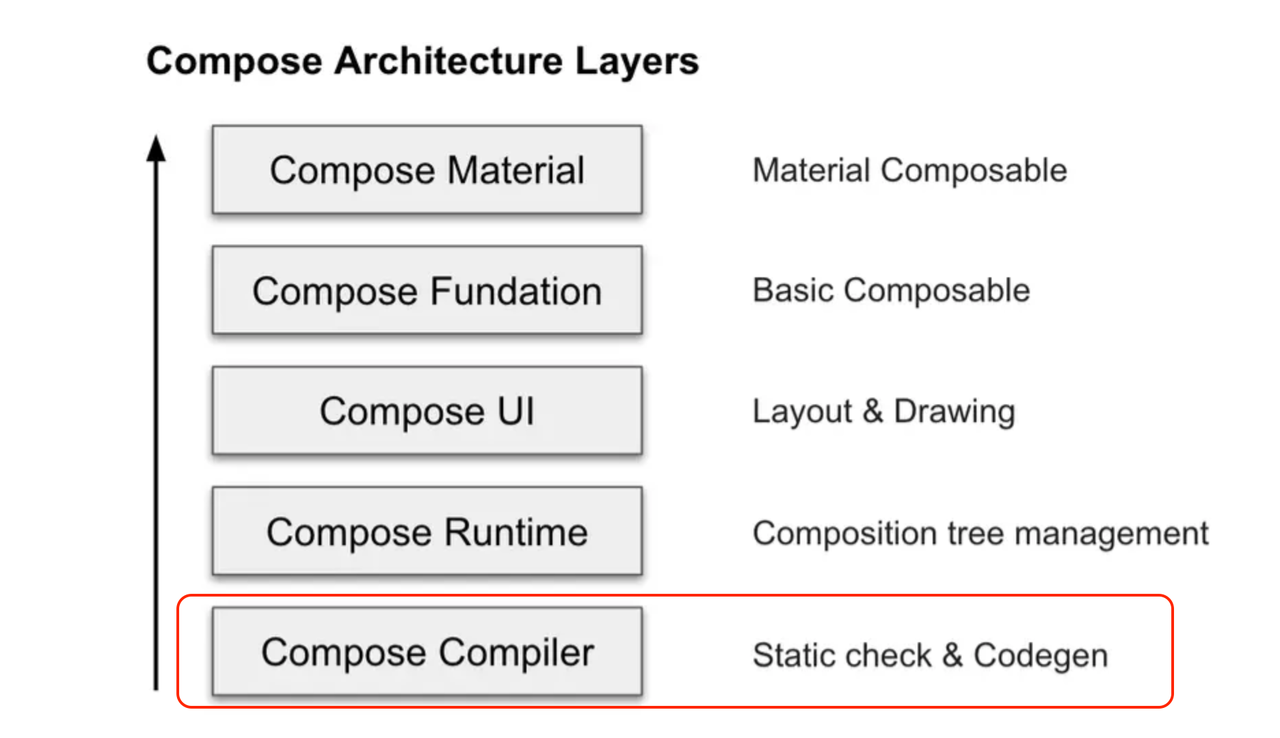 Compose Architecture Layers
Compose Material
Material Composable
Compose Fundation
Basic Composable
Compose UI
Layout & Drawing
Compose Runtime
Composition tree management
Compose Compiler
Static check & Codegen